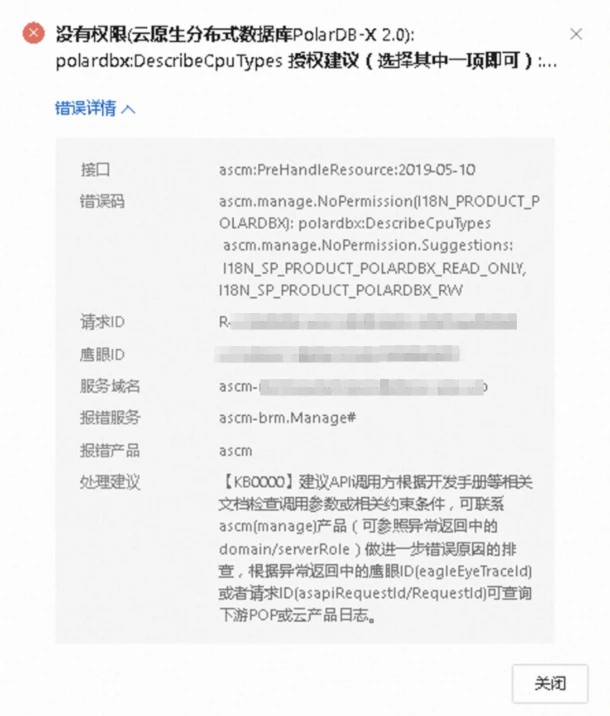 没有权限(云原生分布式数据库PolarDB-X 2.0):
polardbx:DescribeCpuTypes 授权建议（选择其中一项即可）:...
错误详情
接口 ascm:PreHandleResource:2019-05-10
错误码 ascm.manage.NoPermission(I18N_PRODUCT_P
OLARDBX): polardbx:DescribeCpuTypes
ascm.manage.NoPermission.Suggestions:
I18N_SP_PRODUCT_POLARDBX_READ_ONLY,
I18N_SP_PRODUCT_POLARDBX_RW
请求ID R-
鹰眼ID
服务域名 ascm-
报错服务 ascm-brm.Manage#
报错产品 ascm
处理建议 【KB0000】建议API调用方根据开发手册等相关
文档检查调用参数或相关约束条件，可联系
ascm(manage)产品（可参照异常返回中的
domain/serverRole）做进一步错误原因的排
查，根据异常返回中的鹰眼ID(eagleEyeTraceId)
或者请求ID(asapiRequestId/RequestId)可查询
下游POP或云产品日志。
关闭